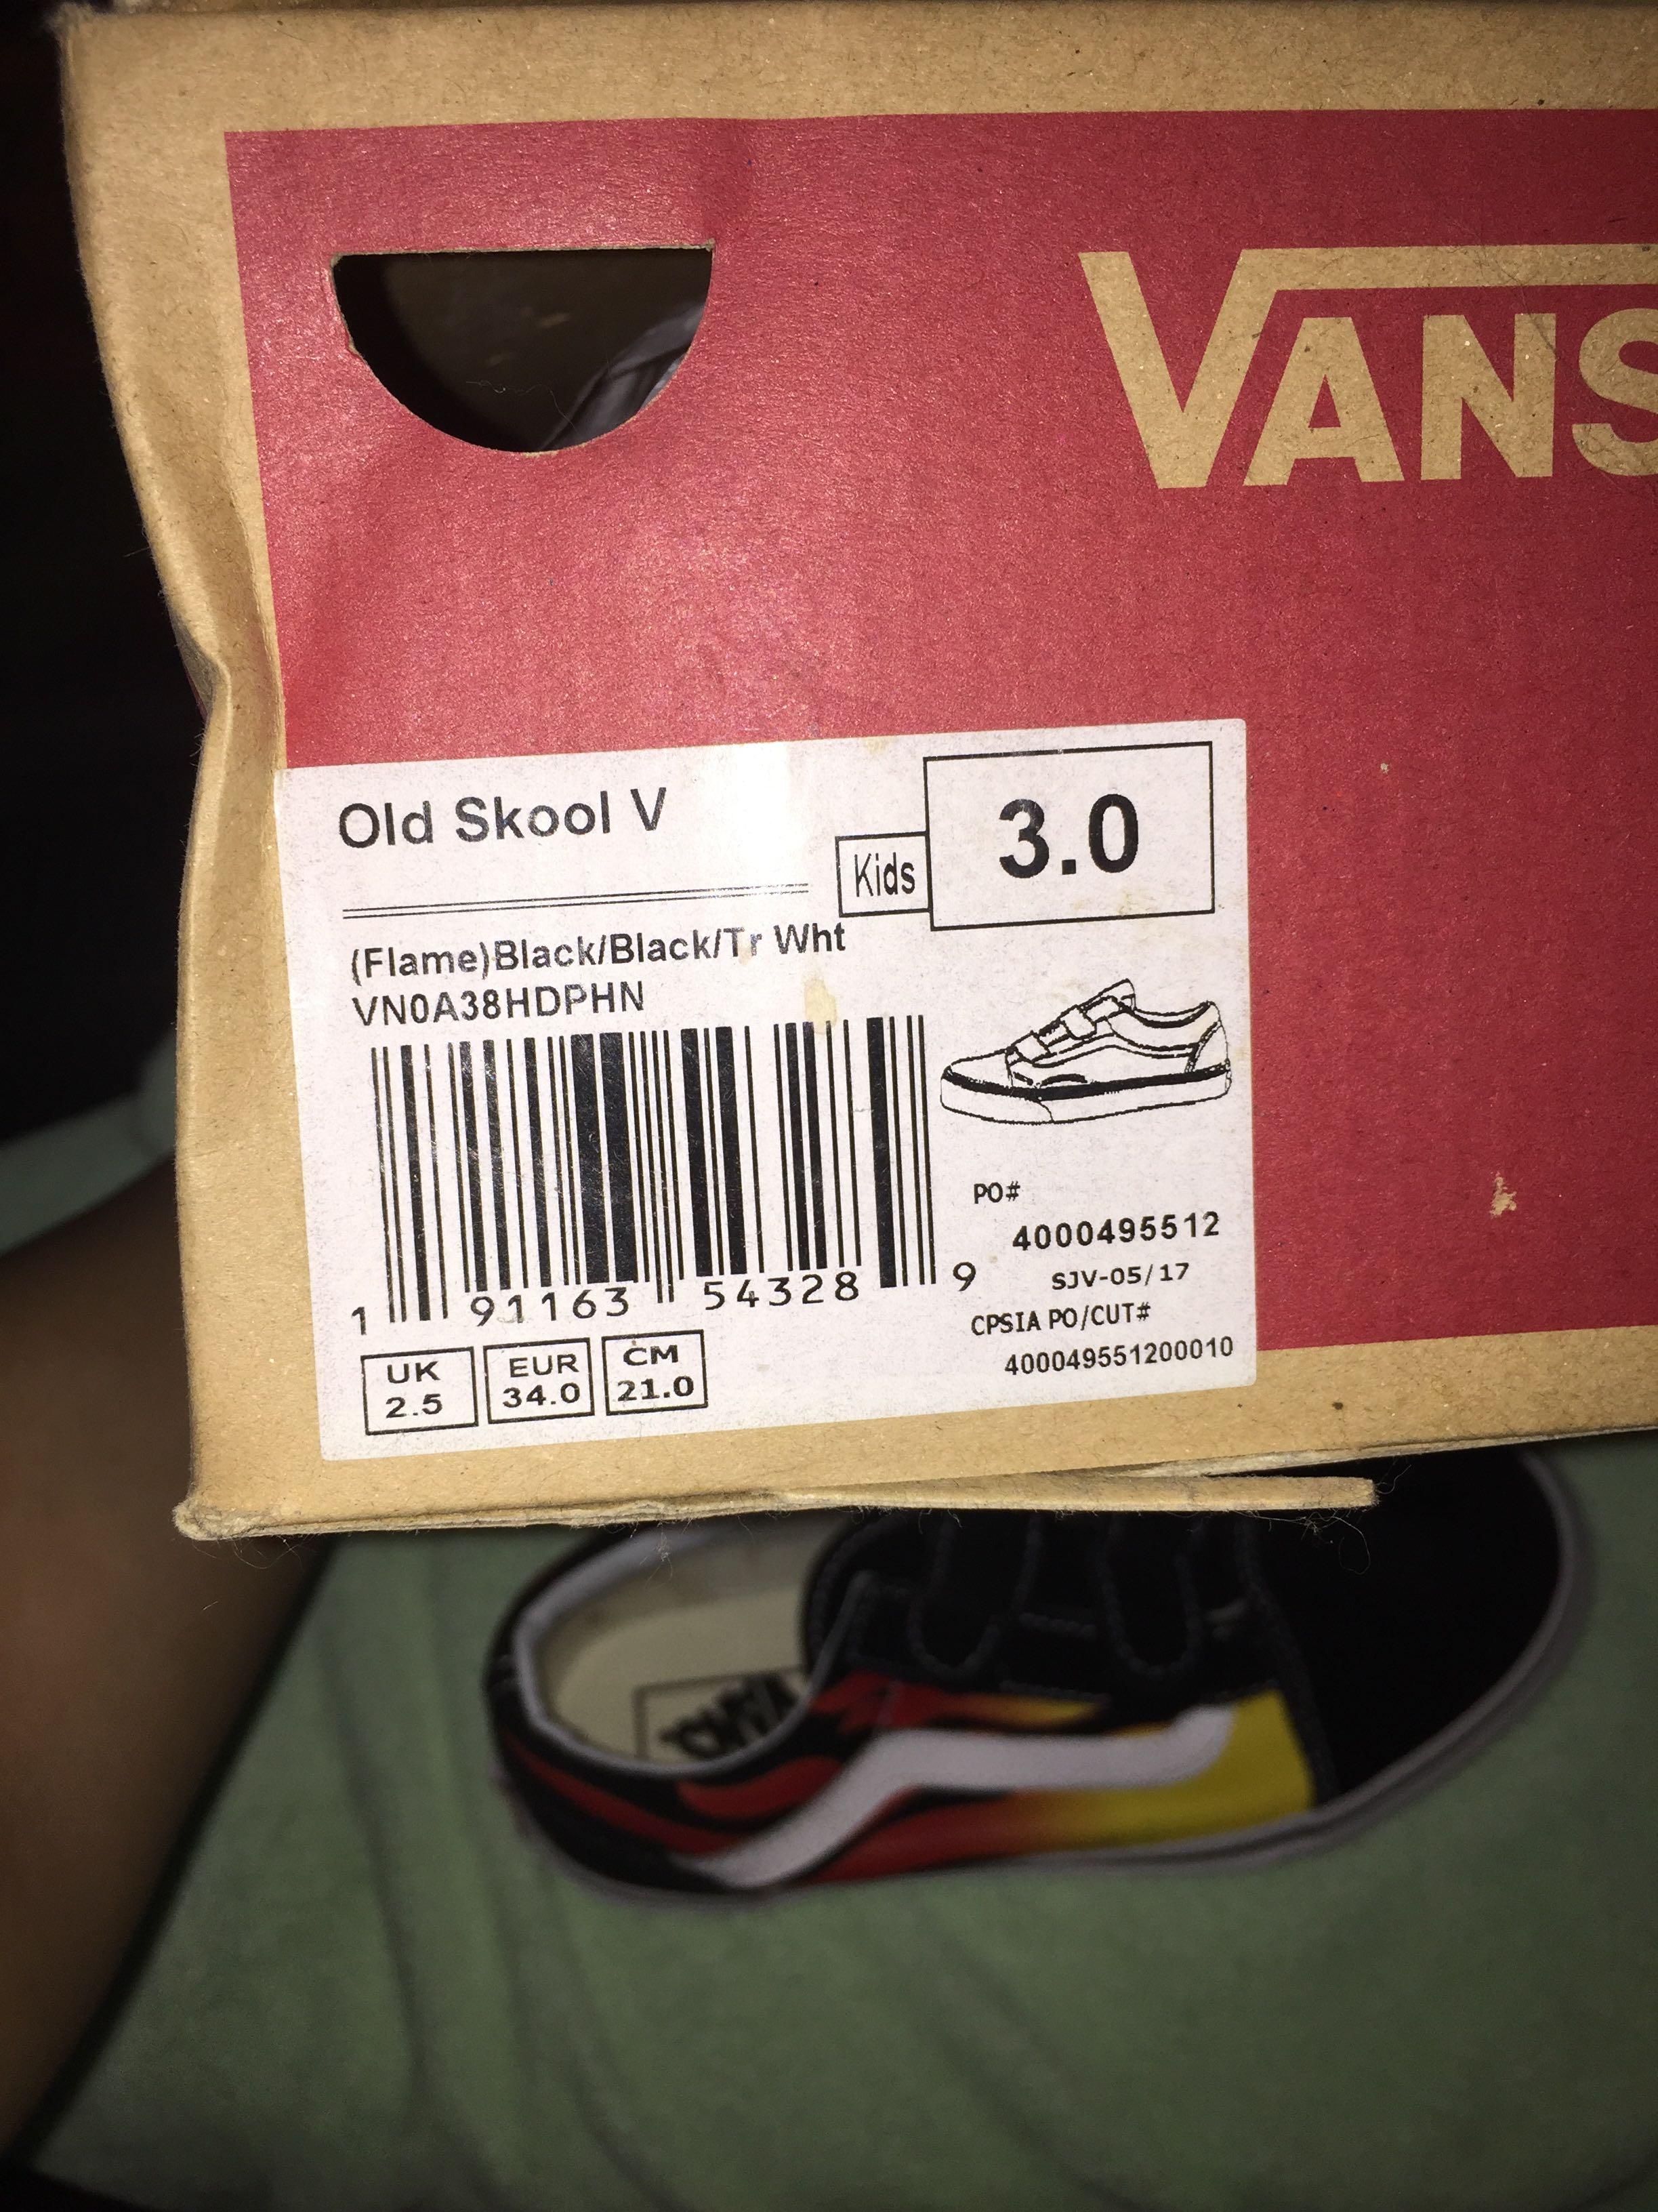 VANS
Old Skool V
Kids
3.0
(Flame)Black/Black/Tr Wht
VN0A38HDPHN
1 91163 54328 9
PO#
4000495512
SJV-05/17
CPSIA PO/CUT#
400049551200010
UK
2.5
EUR
34.0
CM
21.0
VANS